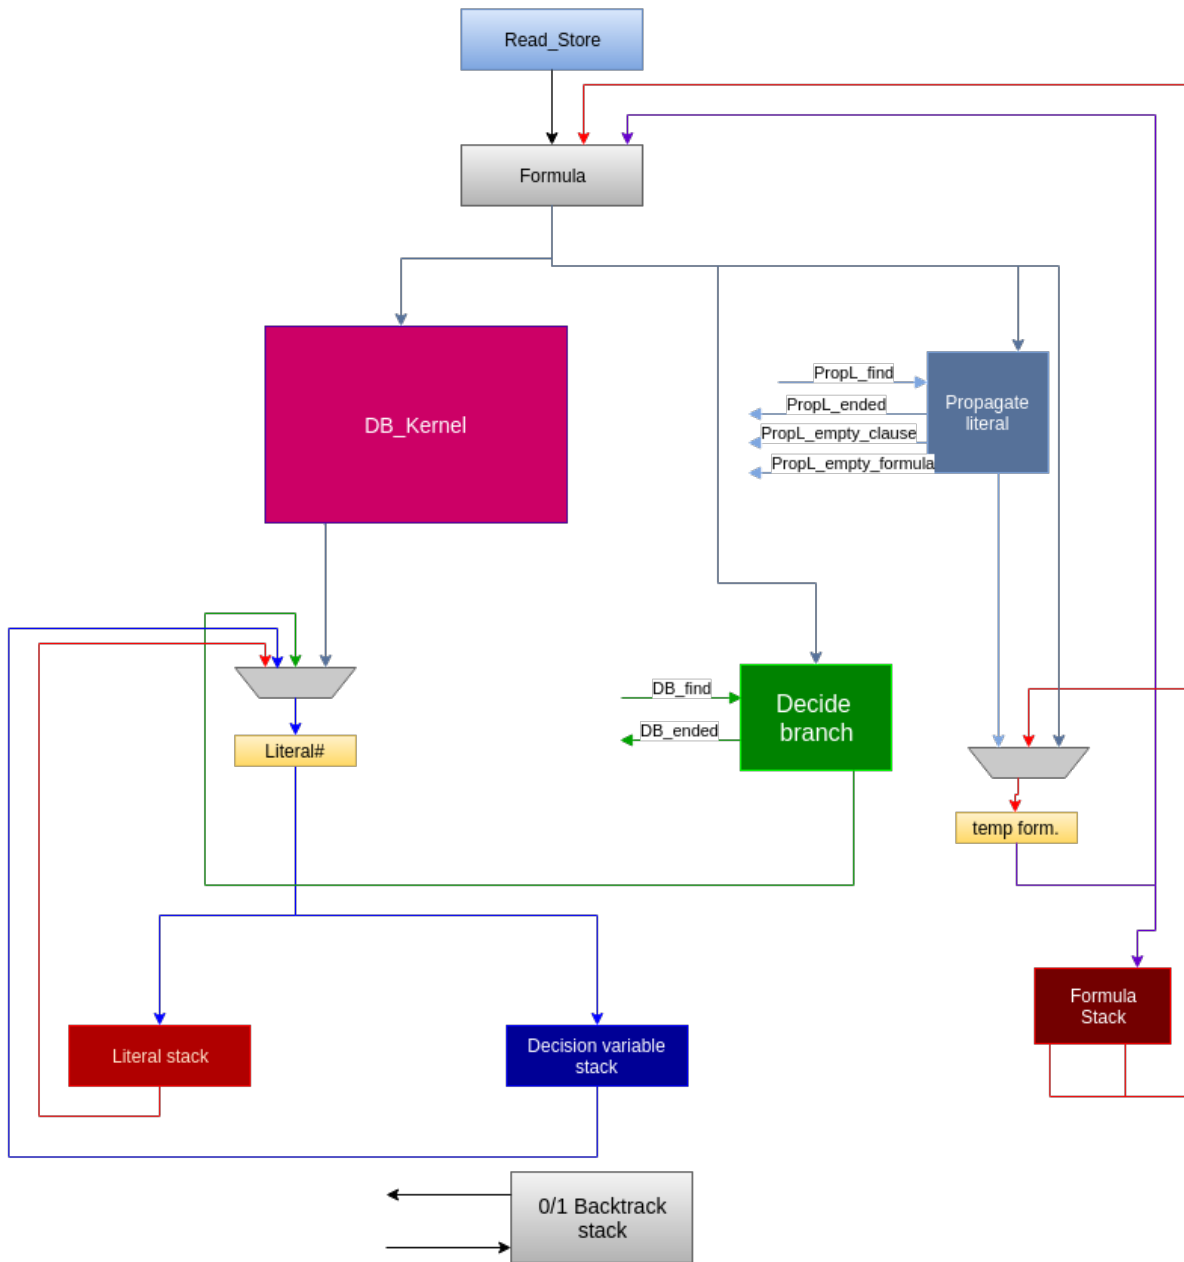 Read_Store
Formula
DB_Kernel
PropL_find
PropL_ended
PropL_empty_clause
PropL_empty_formula
Propagate
literal
DB_find
DB_ended
Decide
branch
Literal#
temp form.
Formula
Stack
Literal stack
Decision variable
stack
0/1 Backtrack
stack